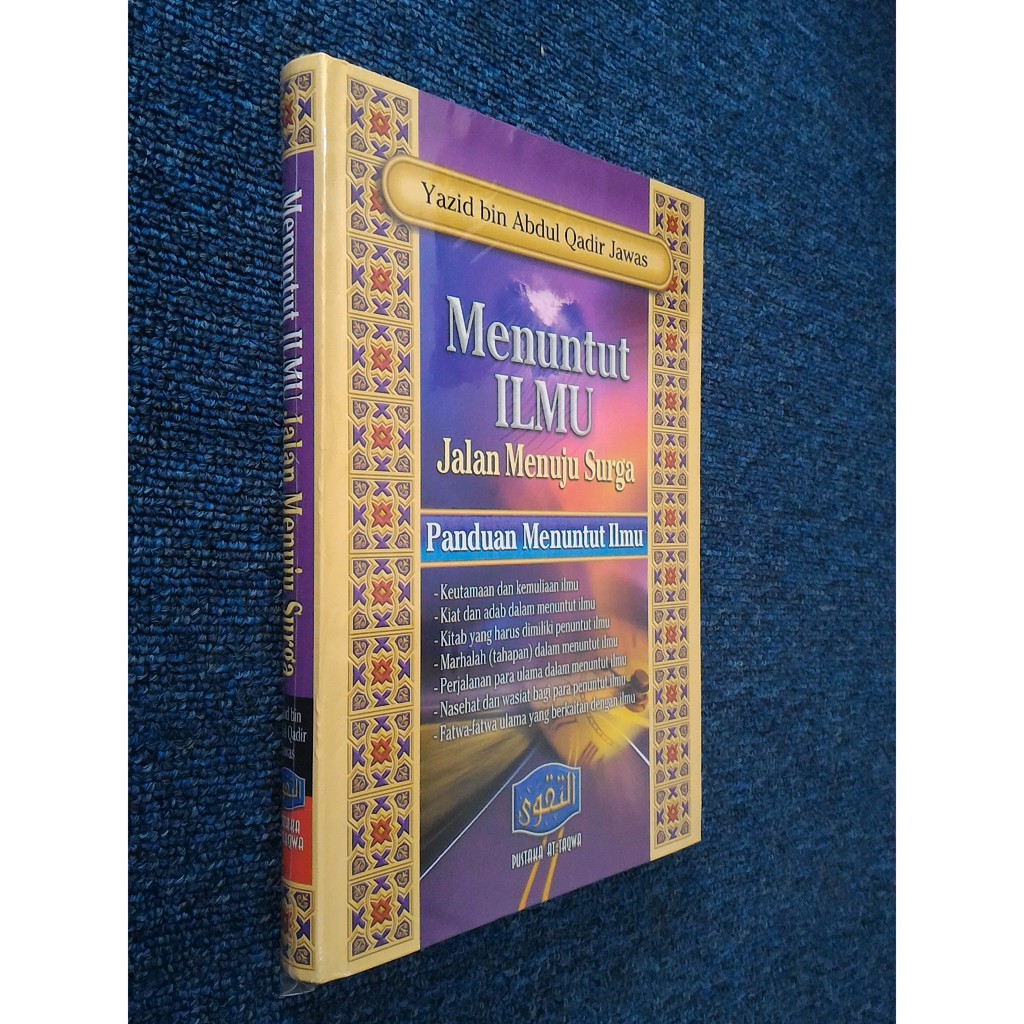 Yazid bin Abdul Qadir Jawas
Menuntut
ILMU
Jalan Menuju Surga
Panduan Menuntut Ilmu
- Keutamaan dan kemuliaan ilmu
- Kiat dan adab dalam menuntut ilmu
- Kitab yang harus dimiliki penuntut ilmu
- Marhalah (tahapan) dalam menuntut ilmu
- Perjalanan para ulama dalam menuntut ilmu
- Nasehat dan wasiat bagi para penuntut ilmu
- Fatwa-fatwa ulama yang berkaitan dengan ilmu
التقوى
PUSTAKA AT-TAQWA
Menuntut ILMU Jalan Menuju Surga
bin
Qadir